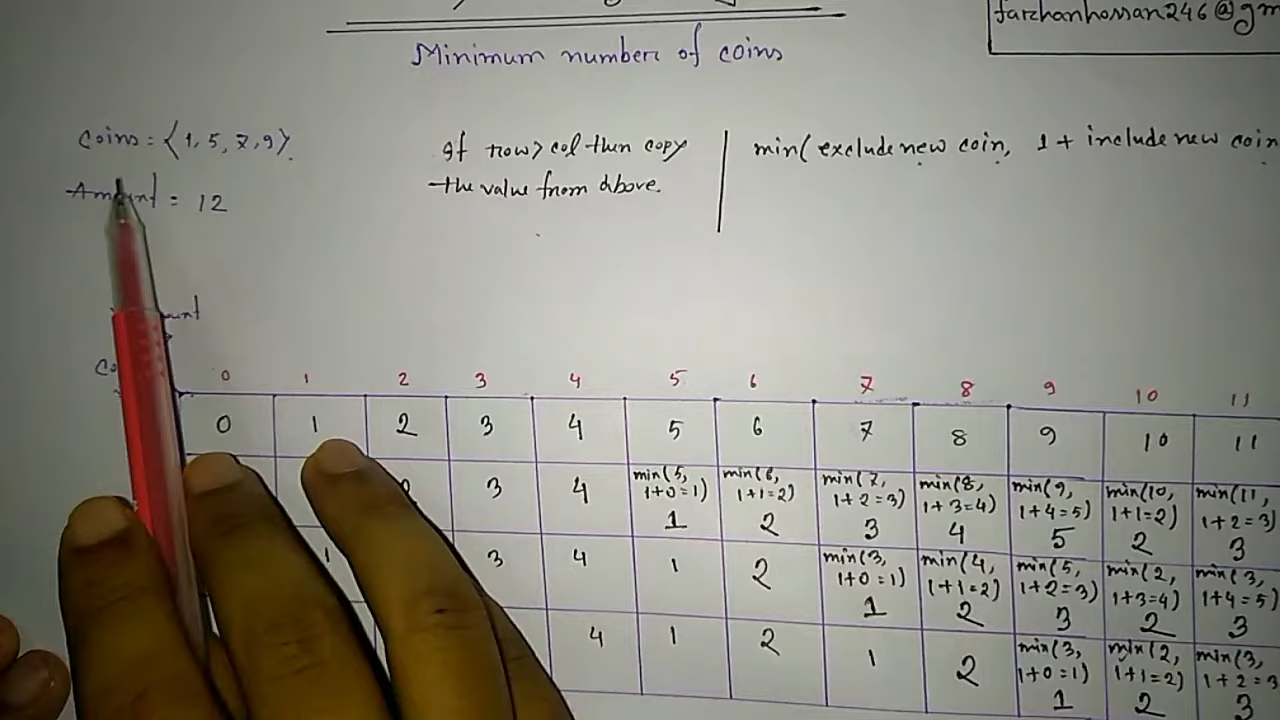 farhanhossan246@gm
Minimum number of coins
Coins = {1, 5, 7, 9}.
Amount = 12
If row > col then copy
the value from above.
min(exclude new coin, 1 + include new coin
0 1 2 3 4 5 6 7 8 9 10 11
0 1 2 3 4 5 6 7 8 9 10 11
3 4 min(5, 1+0=1) 1 min(6, 1+1=2) 2 min(7, 1+2=3) 3 min(8, 1+3=4) 4 min(9, 1+4=5) 5 min(10, 1+1=2) 2 min(11, 1+2=3) 3
1 3 4 1 2 min(3, 1+0=1) 1 min(4, 1+1=2) 2 min(5, 1+2=3) 3 min(2, 1+3=4) 2 min(3, 1+4=5) 3
4 1 2 1 2 min(3, 1+0=1) 1 min(2, 1+1=2) 2 min(3, 1+2=3 3